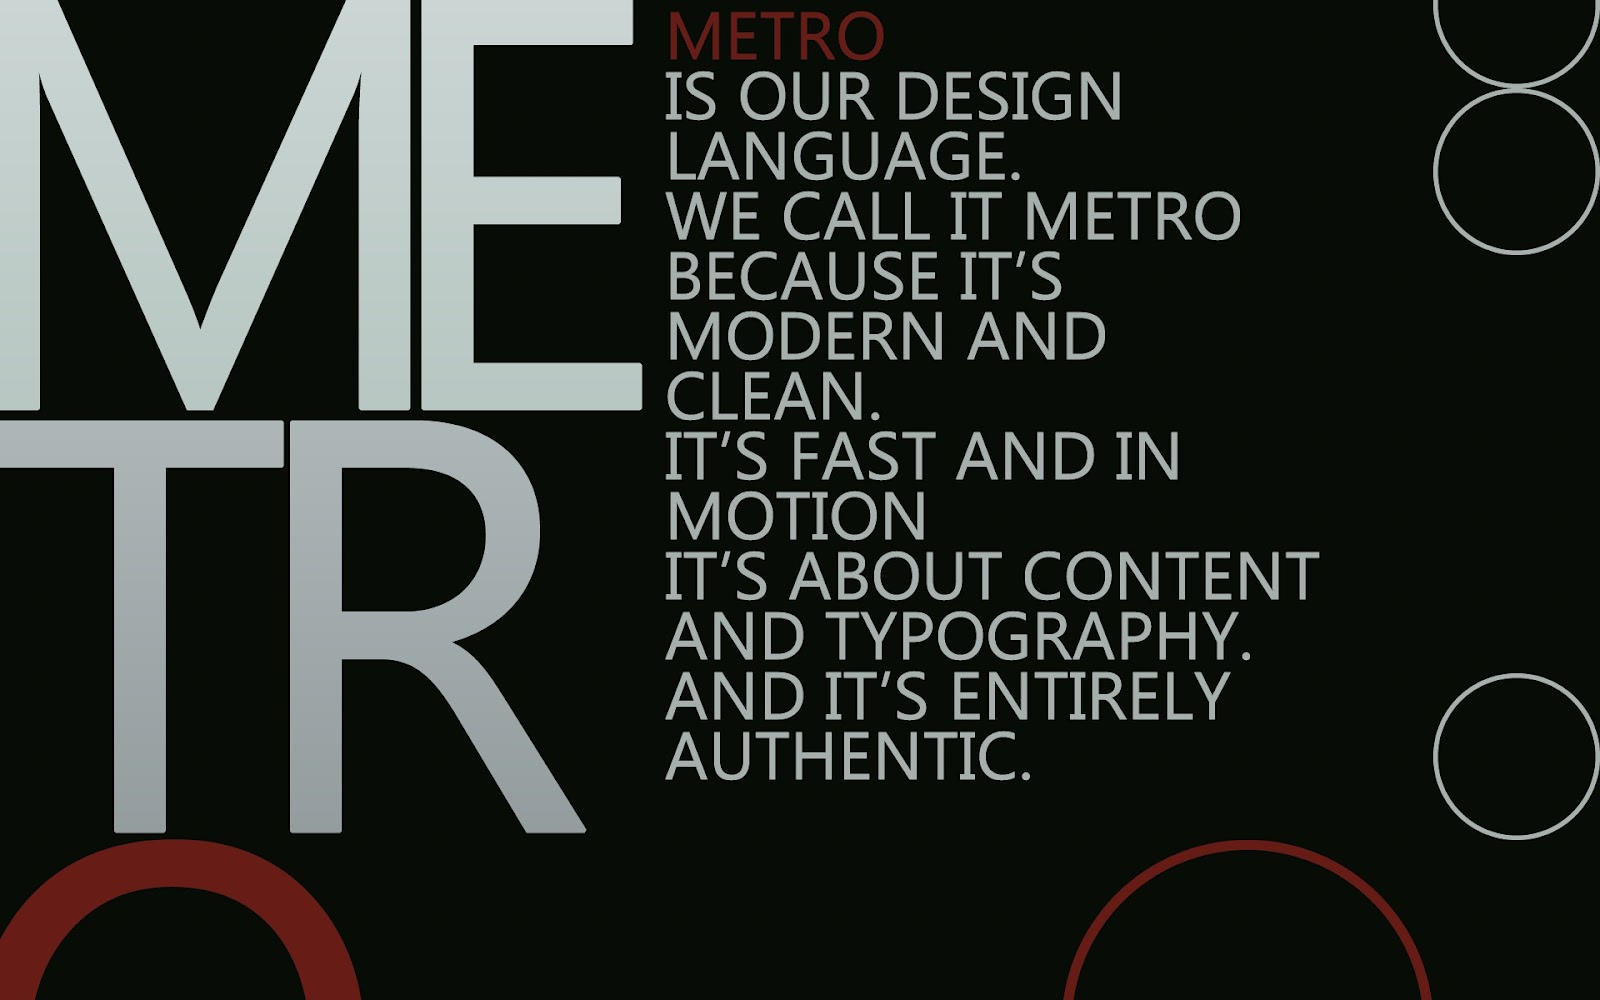 ME
TR
O
METRO
IS OUR DESIGN
LANGUAGE.
WE CALL IT METRO
BECAUSE IT’S
MODERN AND
CLEAN.
IT’S FAST AND IN
MOTION
IT’S ABOUT CONTENT
AND TYPOGRAPHY.
AND IT’S ENTIRELY
AUTHENTIC.